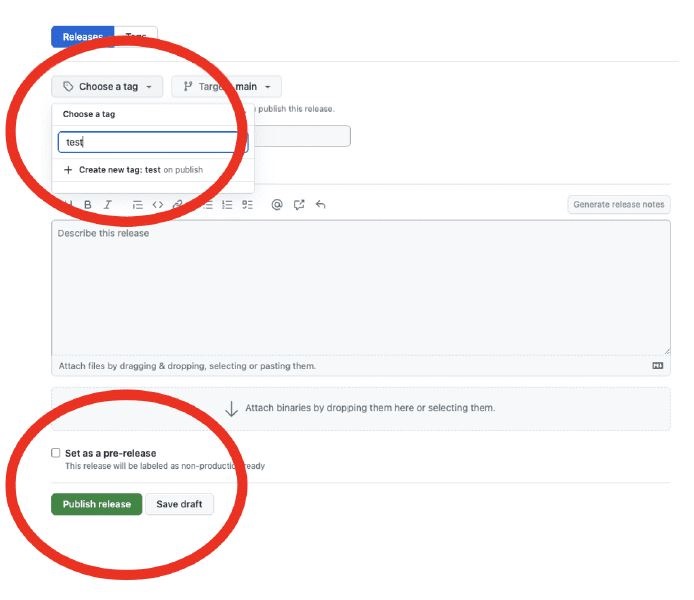 Releases Tags
Choose a tag Target: main
Choose a tag
publish this release.
test
+ Create new tag: test on publish
B I
Generate release notes
Describe this release
Attach files by dragging & dropping, selecting or pasting them.
Attach binaries by dropping them here or selecting them.
Set as a pre-release
This release will be labeled as non-production ready
Publish release Save draft